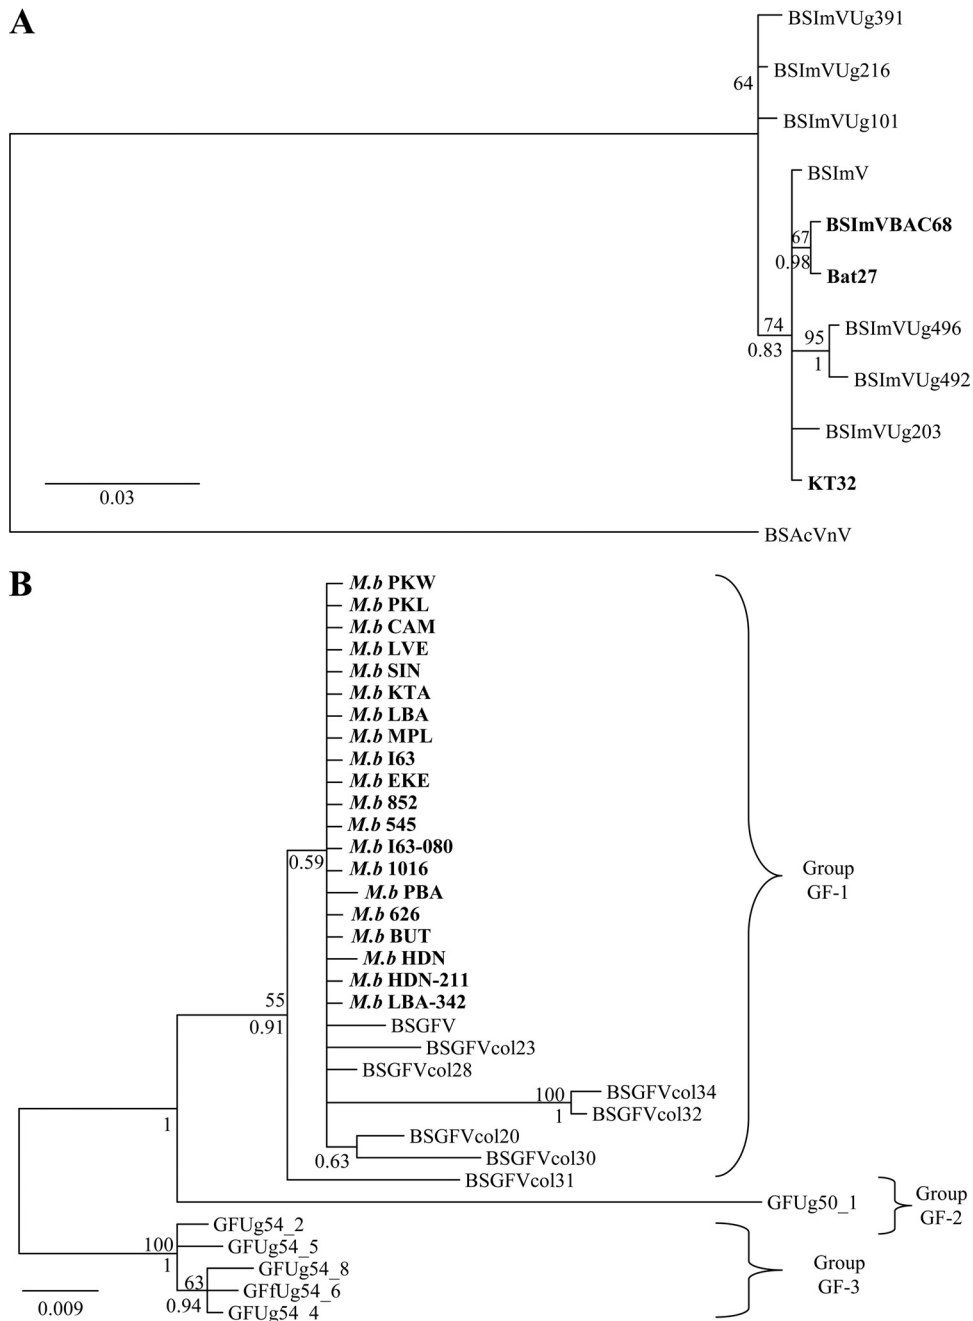 A
BSImVUg391
BSImVUg216
64
BSImVUg101
BSImV
BSImVBAC68
67
0.98
Bat27
74
0.83
95
1
BSImVUg496
BSImVUg492
BSImVUg203
KT32
0.03
BSAcVnV
B
M.b PKW
M.b PKL
M.b CAM
M.b LVE
M.b SIN
M.b KTA
M.b LBA
M.b MPL
M.b I63
M.b EKE
M.b 852
M.b 545
M.b I63-080
0.59
M.b 1016
Group
GF-1
M.b PBA
M.b 626
M.b BUT
M.b HDN
M.b HDN-211
M.b LBA-342
55
0.91
BSGFV
BSGFVcol23
BSGFVcol28
100
1
BSGFVcol34
BSGFVcol32
1
BSGFVcol20
0.63
BSGFVcol30
BSGFVcol31
GFUg50_1
Group
GF-2
GFUg54_2
100
1
GFUg54_5
GFUg54_8
63
0.94
GFfUg54_6
GFUg54_4
Group
GF-3
0.009